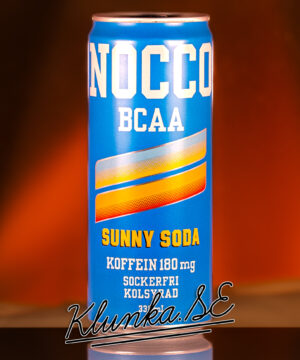 NOCCO
BCAA
SUNNY SODA
KOFFEIN 180 mg
SOCKERFRI
KOLSYRAD
Klunka.SE